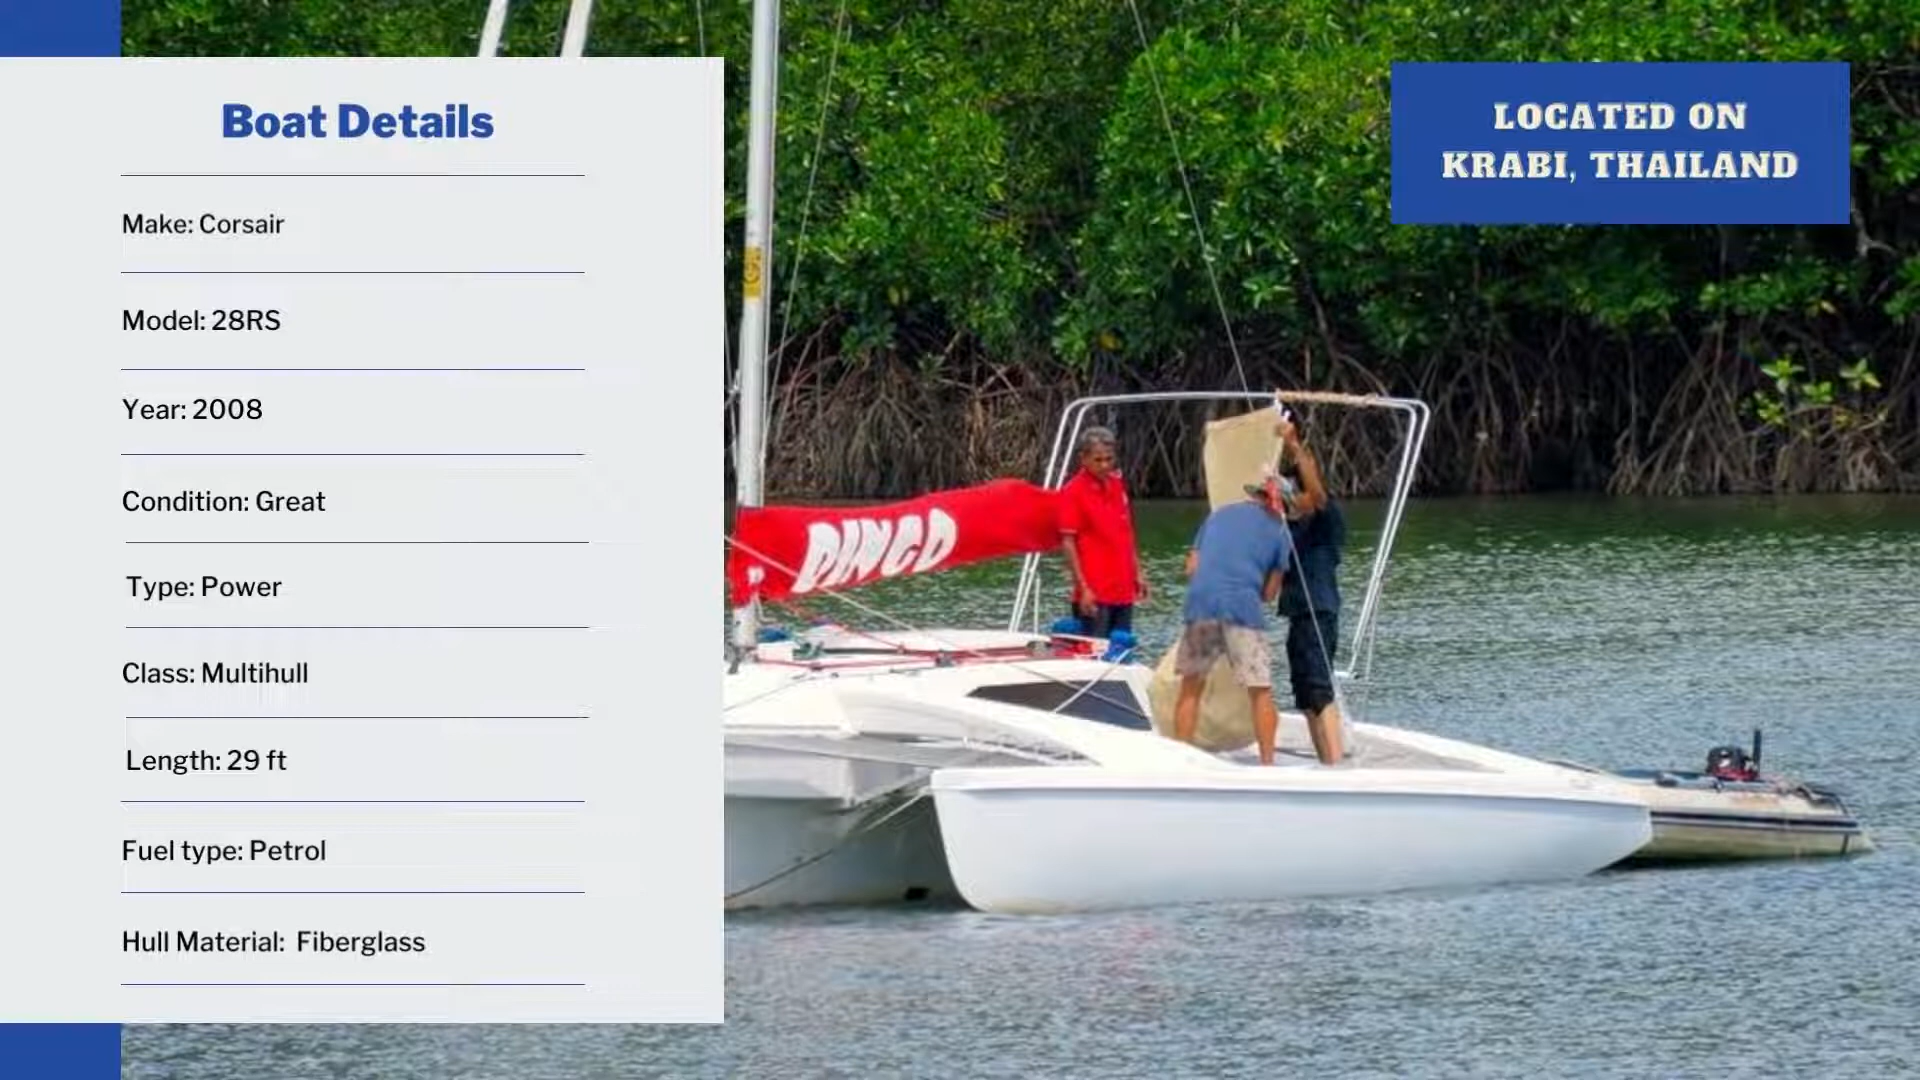 Boat Details
Make: Corsair
Model: 28RS
Year: 2008
Condition: Great
Type: Power
Class: Multihull
Length: 29 ft
Fuel type: Petrol
Hull Material: Fiberglass
LOCATED ON
KRABI, THAILAND
DINGO